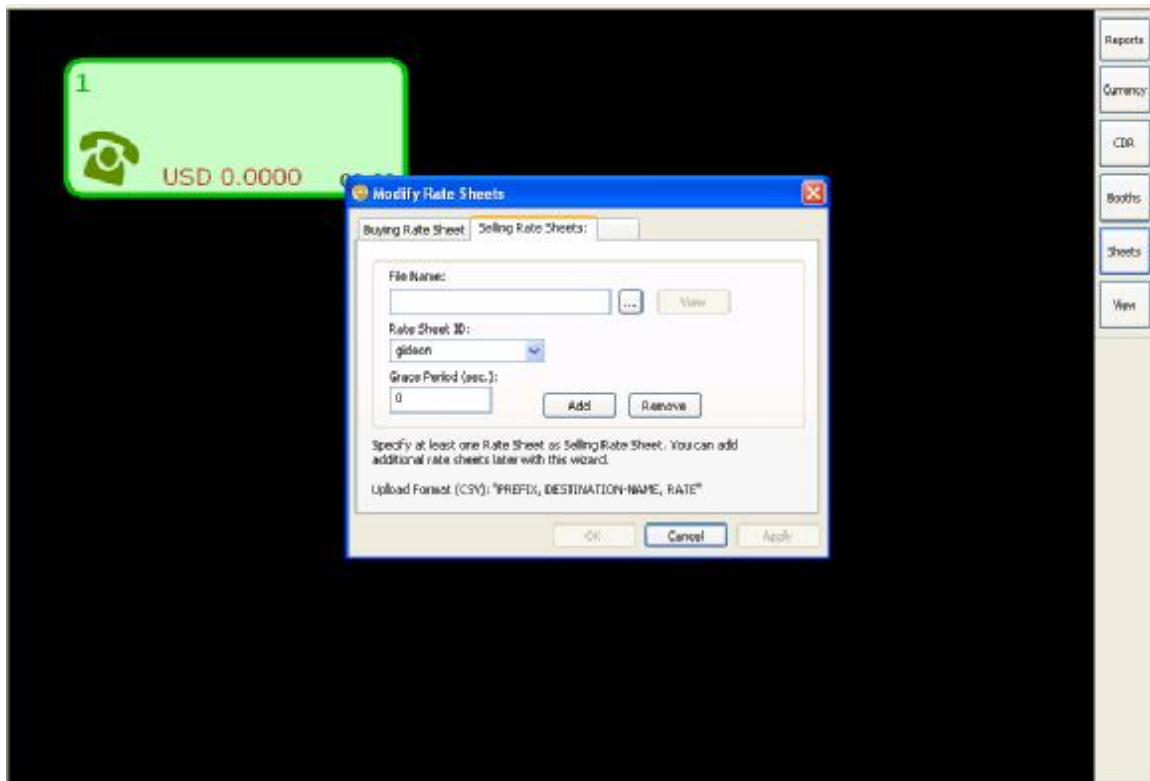 1
USD 0.0000
Modify Rate Sheets
Buying Rate Sheet
Selling Rate Sheets:
File Name:
...
View
Rate Sheet ID:
gideon
Grace Period (sec.):
0
Add
Remove
Specify at least one Rate Sheet as Selling Rate Sheet. You can add
additional rate sheets later with this wizard.
Upload Format (CSV): "PREFIX, DESTINATION-NAME, RATE"
OK
Cancel
Apply
Reports
Currency
CDR
Booths
Sheets
View